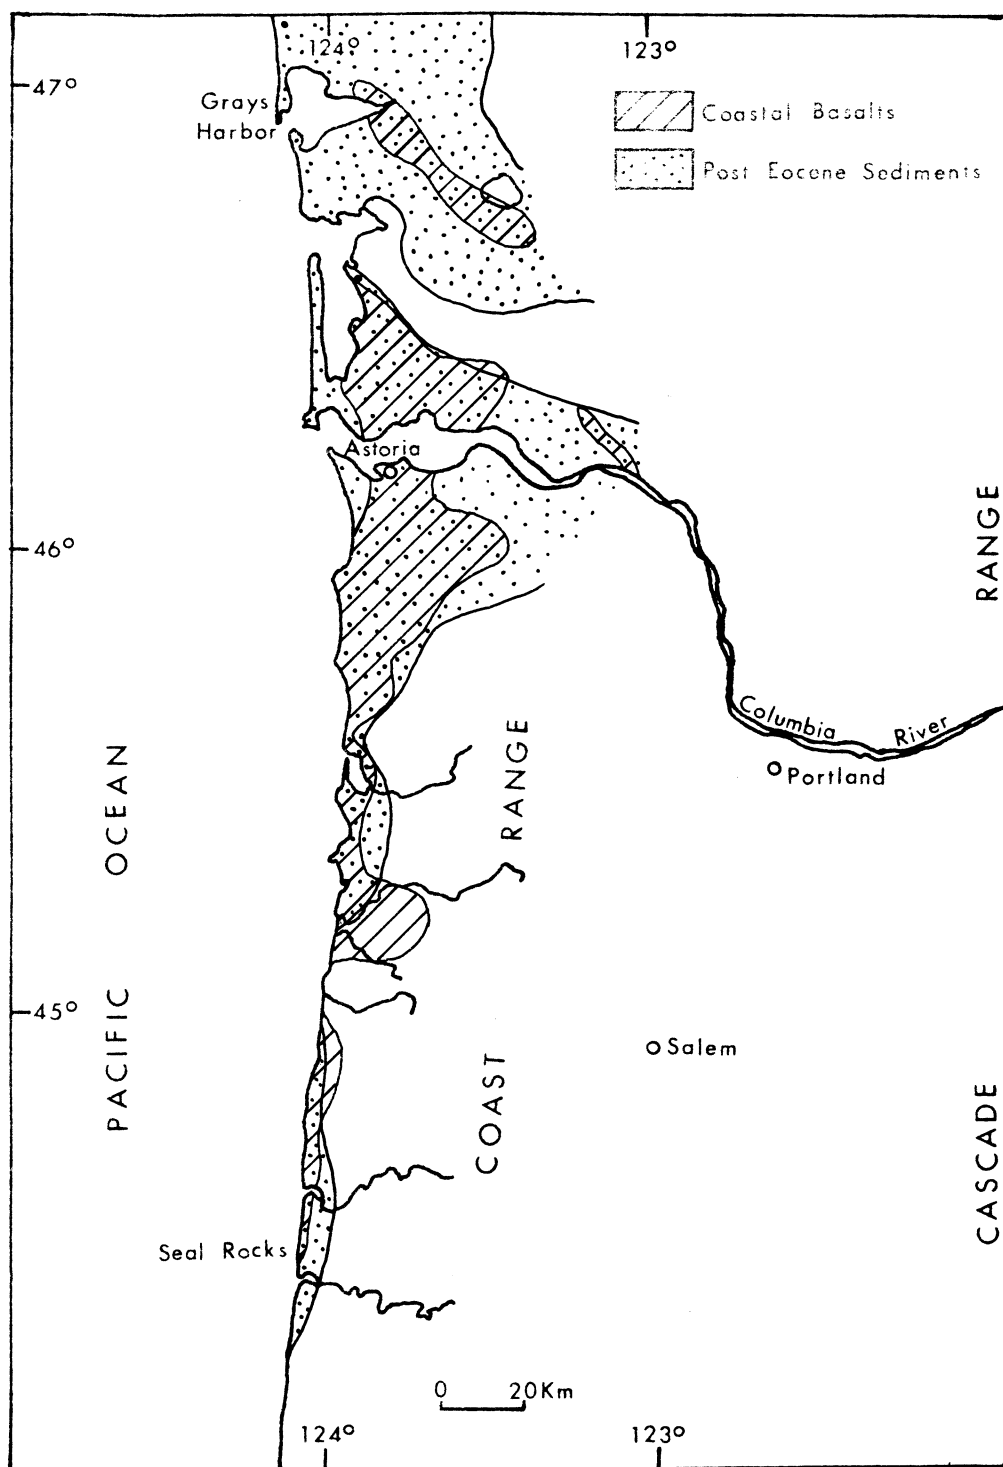 124°
123°
47°
Grays
Harbor
Coastal Basalts
Post Eocene Sediments
Astoria
46°
RANGE
Columbia
River
Portland
PACIFIC OCEAN
COAST RANGE
45°
Salem
CASCADE
Seal Rocks
0 20Km
124°
123°